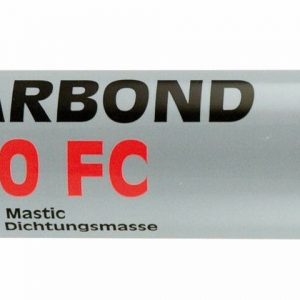 ARBOND
0 FC
Mastic
Dichtungsmasse